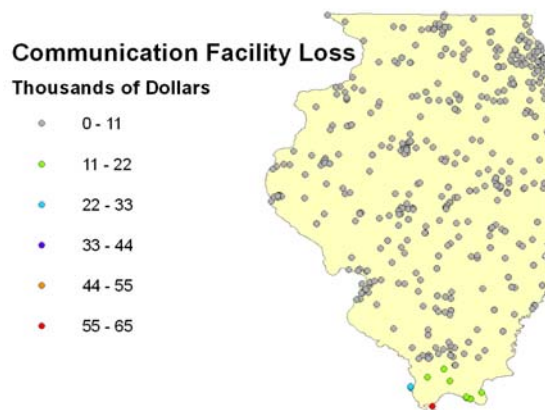 Communication Facility Loss
Thousands of Dollars
0 - 11
11 - 22
22 - 33
33 - 44
44 - 55
55 - 65